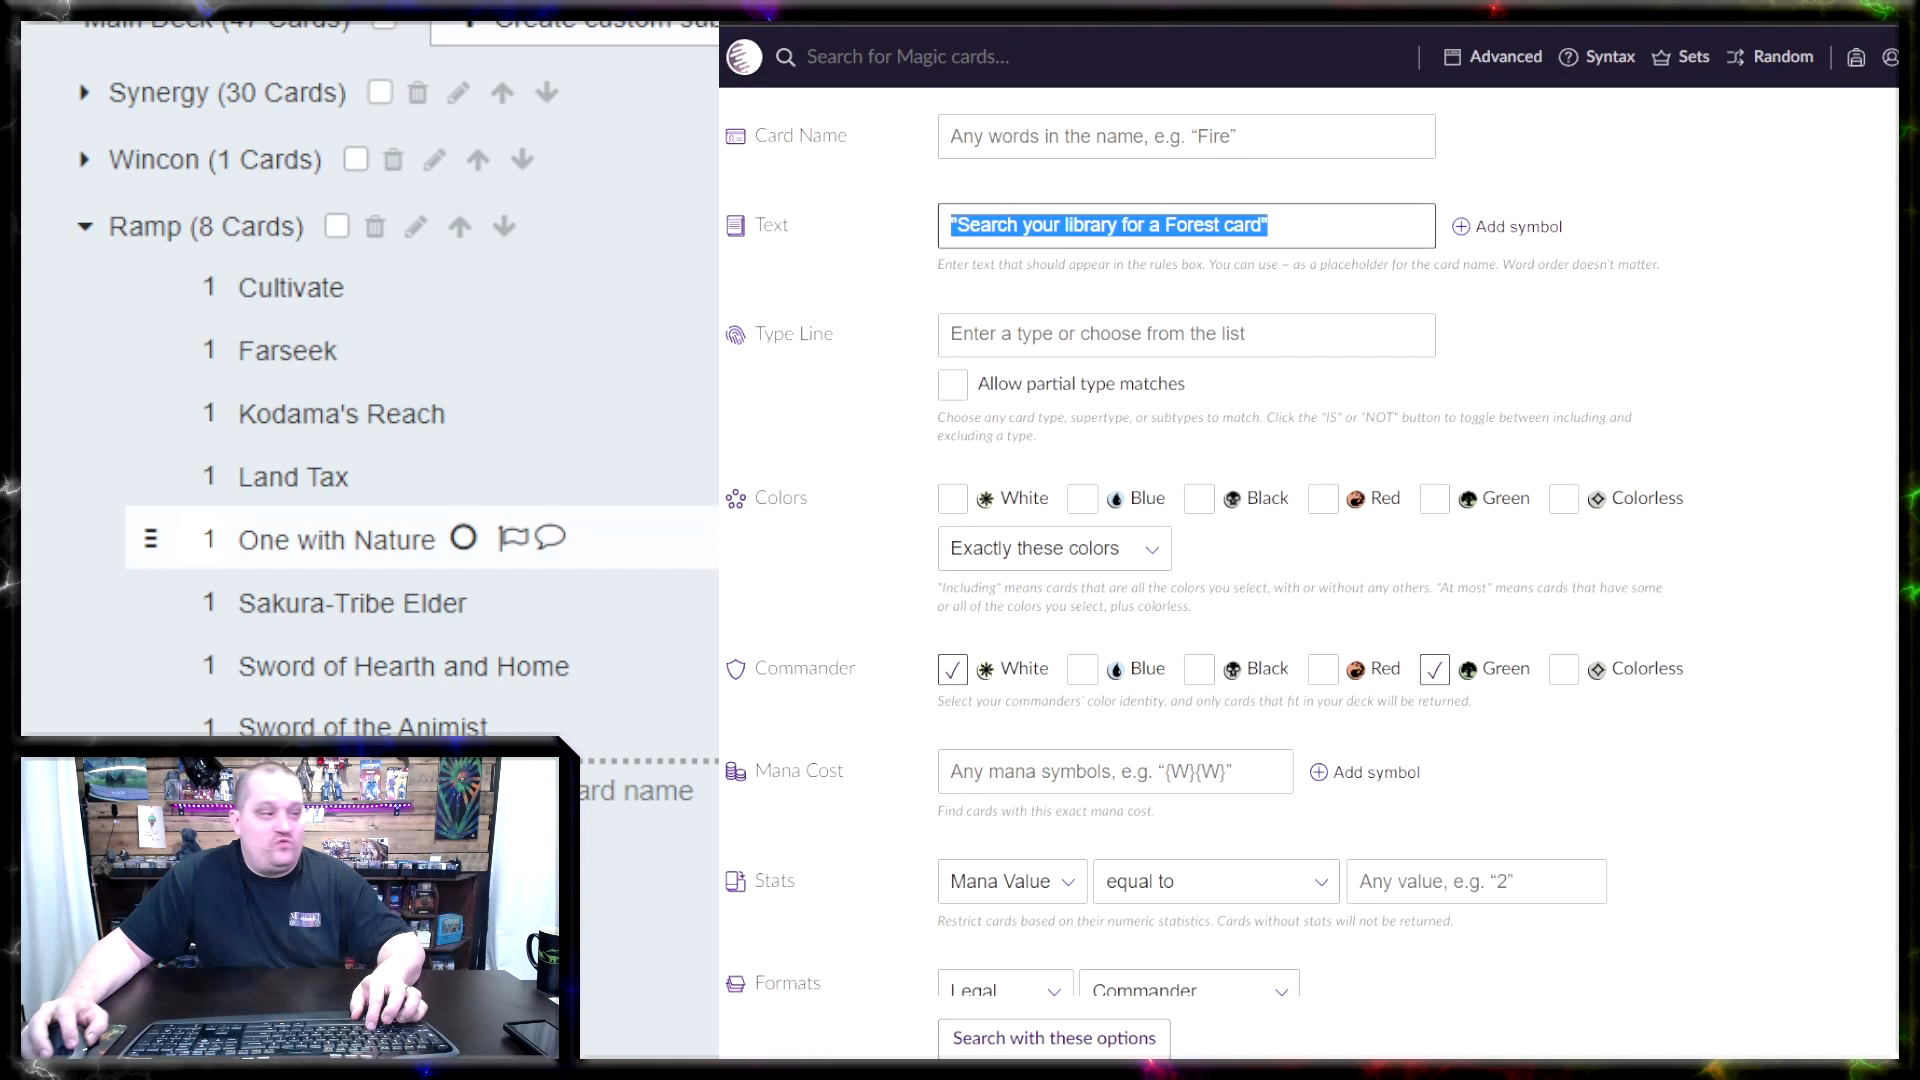 Main Deck (47 Cards)
Create custom sub
Synergy (30 Cards)
Wincon (1 Cards)
Ramp (8 Cards)
1 Cultivate
1 Farseek
1 Kodama's Reach
1 Land Tax
1 One with Nature
1 Sakura-Tribe Elder
1 Sword of Hearth and Home
1 Sword of the Animist
ard name
Search for Magic cards...
Advanced
Syntax
Sets
Random
Card Name
Any words in the name, e.g. “Fire”
Text
"Search your library for a Forest card"
Add symbol
Enter text that should appear in the rules box. You can use ~ as a placeholder for the card name. Word order doesn't matter.
Type Line
Enter a type or choose from the list
Allow partial type matches
Choose any card type, supertype, or subtypes to match. Click the "IS" or "NOT" button to toggle between including and
excluding a type.
Colors
White
Blue
Black
Red
Green
Colorless
Exactly these colors
"Including" means cards that are all the colors you select, with or without any others. "At most" means cards that have some
or all of the colors you select, plus colorless.
Commander
White
Blue
Black
Red
Green
Colorless
Select your commanders' color identity, and only cards that fit in your deck will be returned.
Mana Cost
Any mana symbols, e.g. “{W}{W}”
Add symbol
Find cards with this exact mana cost.
Stats
Mana Value
equal to
Any value, e.g. “2”
Restrict cards based on their numeric statistics. Cards without stats will not be returned.
Formats
Legal
Commander
Search with these options